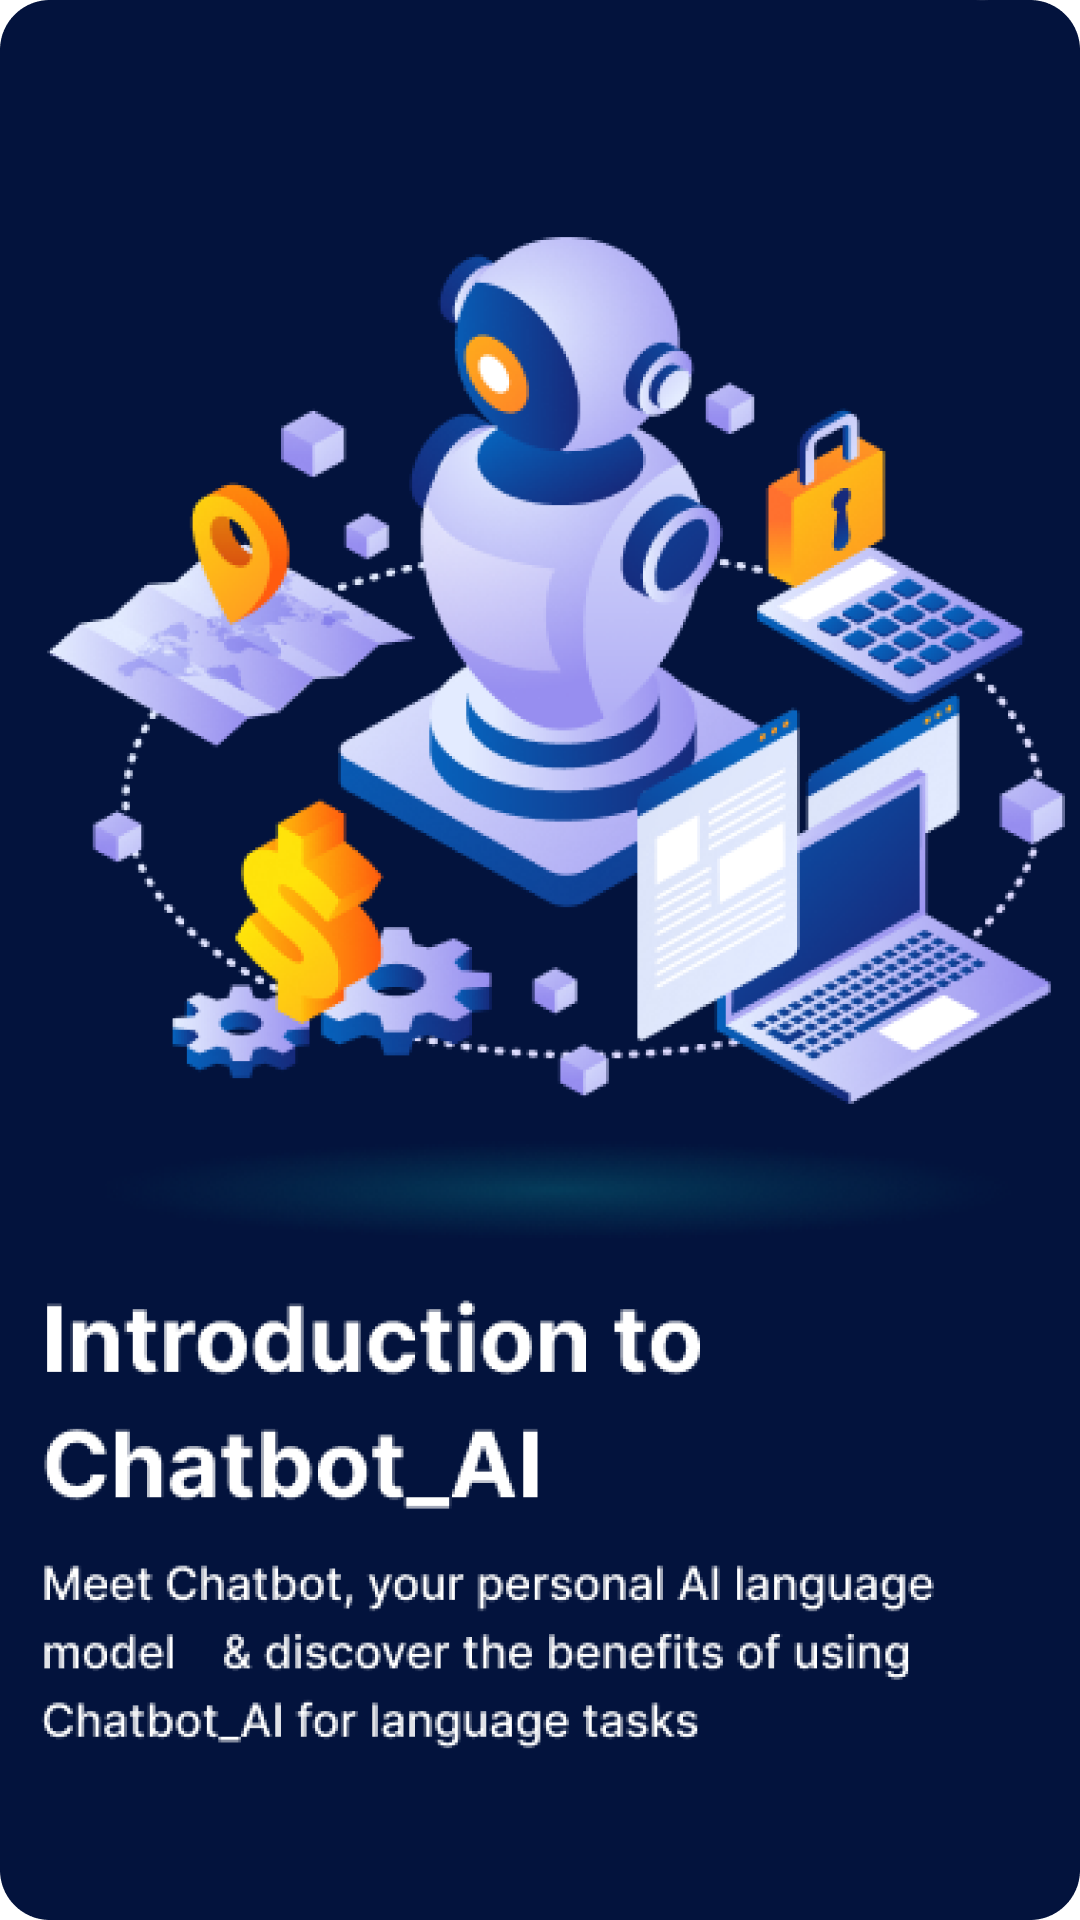 Introduction to
Chatbot_AI
Meet Chatbot, your personal AI language
model & discover the benefits of using
Chatbot_AI for language tasks